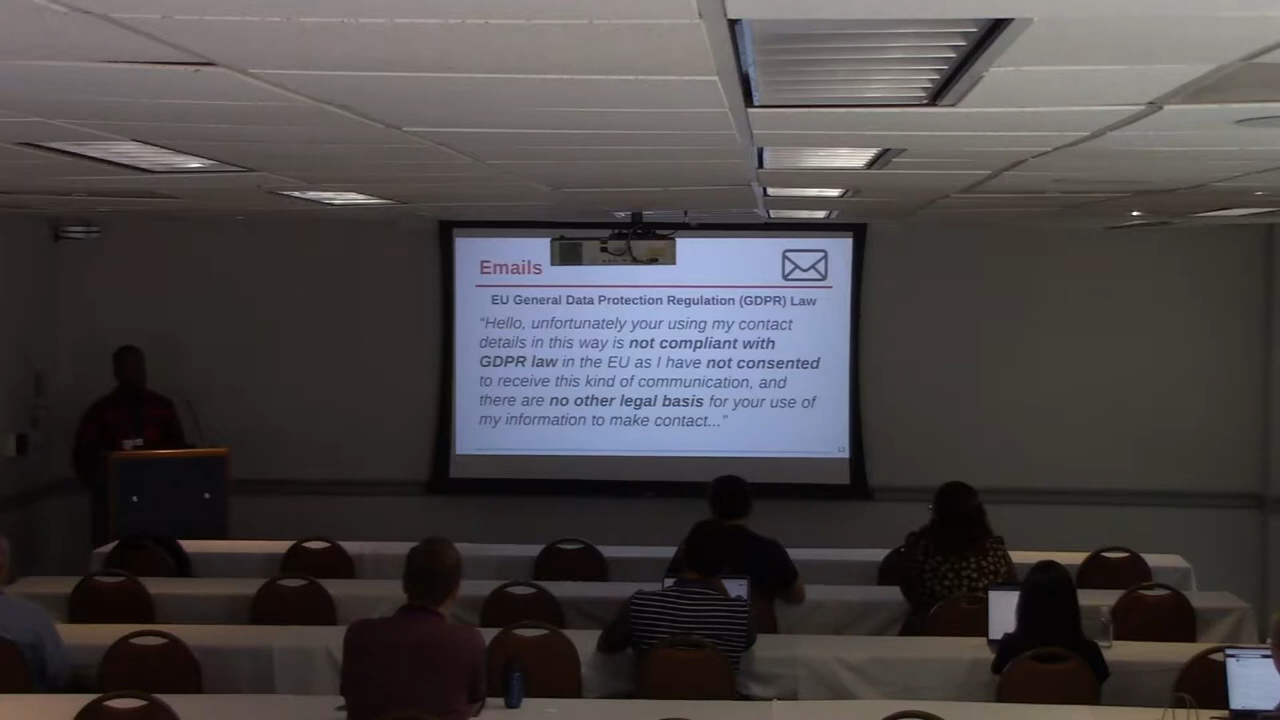 Emails
EU General Data Protection Regulation (GDPR) Law
“Hello, unfortunately your using my contact
details in this way is not compliant with
GDPR law in the EU as I have not consented
to receive this kind of communication, and
there are no other legal basis for your use of
my information to make contact...”